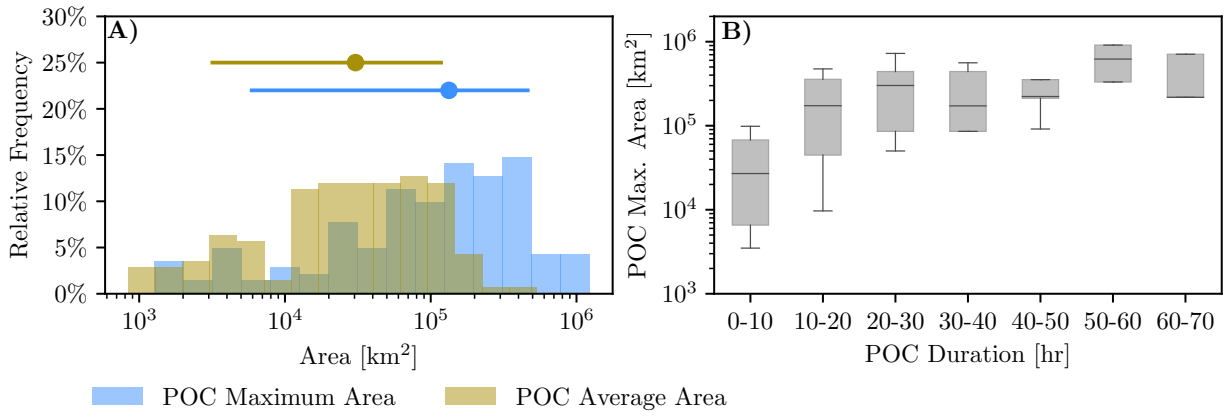 A)
30%
25%
20%
15%
10%
5%
0%
Relative Frequency
10³
10⁴
10⁵
10⁶
Area [km²]
POC Maximum Area
POC Average Area
B)
10⁶
10⁵
10⁴
10³
POC Max. Area [km²]
0-10 10-20 20-30 30-40 40-50 50-60 60-70
POC Duration [hr]